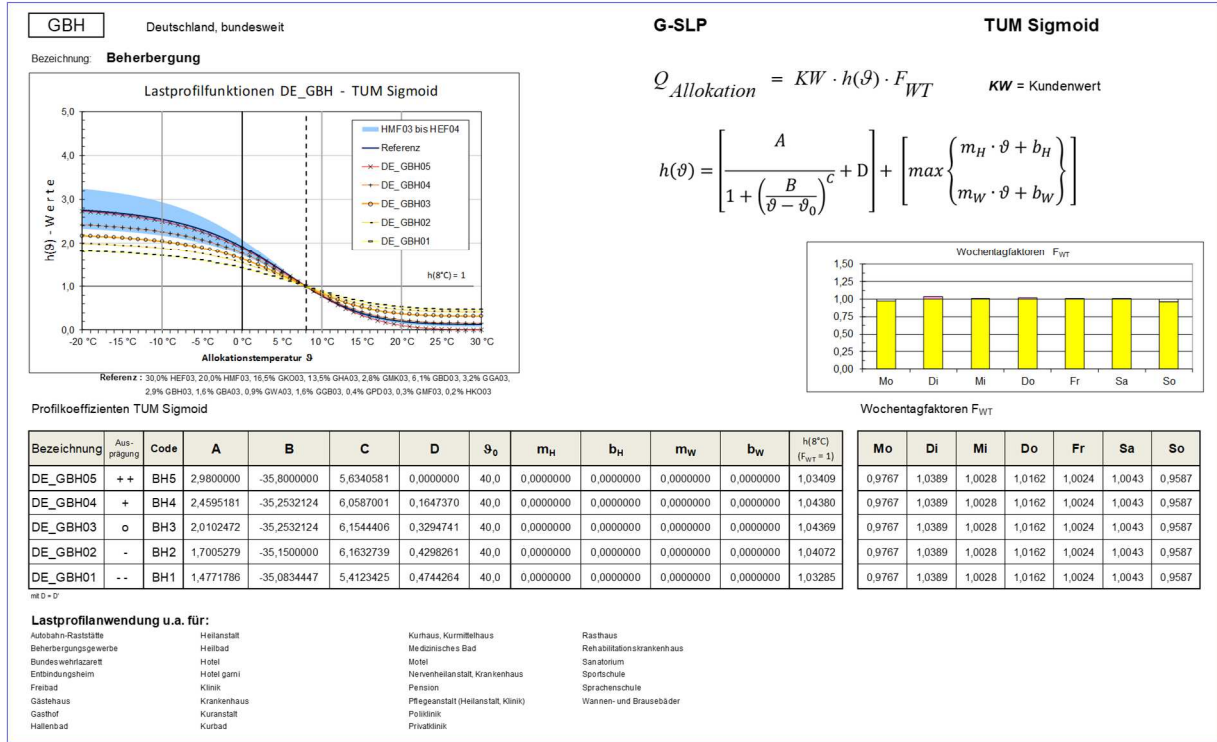 GBH Deutschland, bundesweit G-SLP TUM Sigmoid
Bezeichnung: Beherbergung
Q Allokation = KW · h(ϑ) · F WT KW = Kundenwert
h(ϑ) = [ A / (1 + (B / (ϑ − ϑ0))^C) + D ] + [ max { mH · ϑ + bH
mW · ϑ + bW } ]
Lastprofilfunktionen DE_GBH - TUM Sigmoid
h(ϑ) - Werte
5,0
4,0
3,0
2,0
1,0
0,0
HMF03 bis HEF04
Referenz
DE_GBH05
DE_GBH04
DE_GBH03
DE_GBH02
DE_GBH01
h(8°C) = 1
-20 °C -15 °C -10 °C -5 °C 0 °C 5 °C 10 °C 15 °C 20 °C 25 °C 30 °C
Allokationstemperatur ϑ
Referenz : 30,0% HEF03, 20,0% HMF03, 16,5% GKO03, 13,5% GHA03, 2,8% GMK03, 6,1% GBD03, 3,2% GGA03,
2,9% GBH03, 1,6% GBA03, 0,9% GWA03, 1,6% GGB03, 0,4% GPD03, 0,3% GMF03, 0,2% HKO03
Wochentagfaktoren FWT
1,50
1,25
1,00
0,75
0,50
0,25
0,00
Mo Di Mi Do Fr Sa So
Profilkoeffizienten TUM Sigmoid
Bezeichnung Aus-prägung Code A B C D ϑ0 mH bH mW bW h(8°C) (FWT = 1)
DE_GBH05 ++ BH5 2,9800000 -35,8000000 5,6340581 0,0000000 40,0 0,0000000 0,0000000 0,0000000 0,0000000 1,03409
DE_GBH04 + BH4 2,4595181 -35,2532124 6,0587001 0,1647370 40,0 0,0000000 0,0000000 0,0000000 0,0000000 1,04380
DE_GBH03 o BH3 2,0102472 -35,2532124 6,1544406 0,3294741 40,0 0,0000000 0,0000000 0,0000000 0,0000000 1,04369
DE_GBH02 - BH2 1,7005279 -35,1500000 6,1632739 0,4298261 40,0 0,0000000 0,0000000 0,0000000 0,0000000 1,04072
DE_GBH01 -- BH1 1,4771786 -35,0834447 5,4123425 0,4744264 40,0 0,0000000 0,0000000 0,0000000 0,0000000 1,03285
mit D = D'
Wochentagfaktoren FWT
Mo Di Mi Do Fr Sa So
0,9767 1,0389 1,0028 1,0162 1,0024 1,0043 0,9587
0,9767 1,0389 1,0028 1,0162 1,0024 1,0043 0,9587
0,9767 1,0389 1,0028 1,0162 1,0024 1,0043 0,9587
0,9767 1,0389 1,0028 1,0162 1,0024 1,0043 0,9587
0,9767 1,0389 1,0028 1,0162 1,0024 1,0043 0,9587
Lastprofilanwendung u.a. für:
Autobahn-Raststätte
Beherbergungsgewerbe
Bundeswehrlazarett
Entbindungsheim
Freibad
Gästehaus
Gasthof
Hallenbad
Heilanstalt
Heilbad
Hotel
Hotel garni
Klinik
Krankenhaus
Kuranstalt
Kurbad
Kurhaus, Kurmittelhaus
Medizinisches Bad
Motel
Nervenheilanstalt, Krankenhaus
Pension
Pflegeanstalt (Heilanstalt, Klinik)
Poliklinik
Privatklinik
Rasthaus
Rehabilitationskrankenhaus
Sanatorium
Sportschule
Sprachenschule
Wannen- und Brausebäder